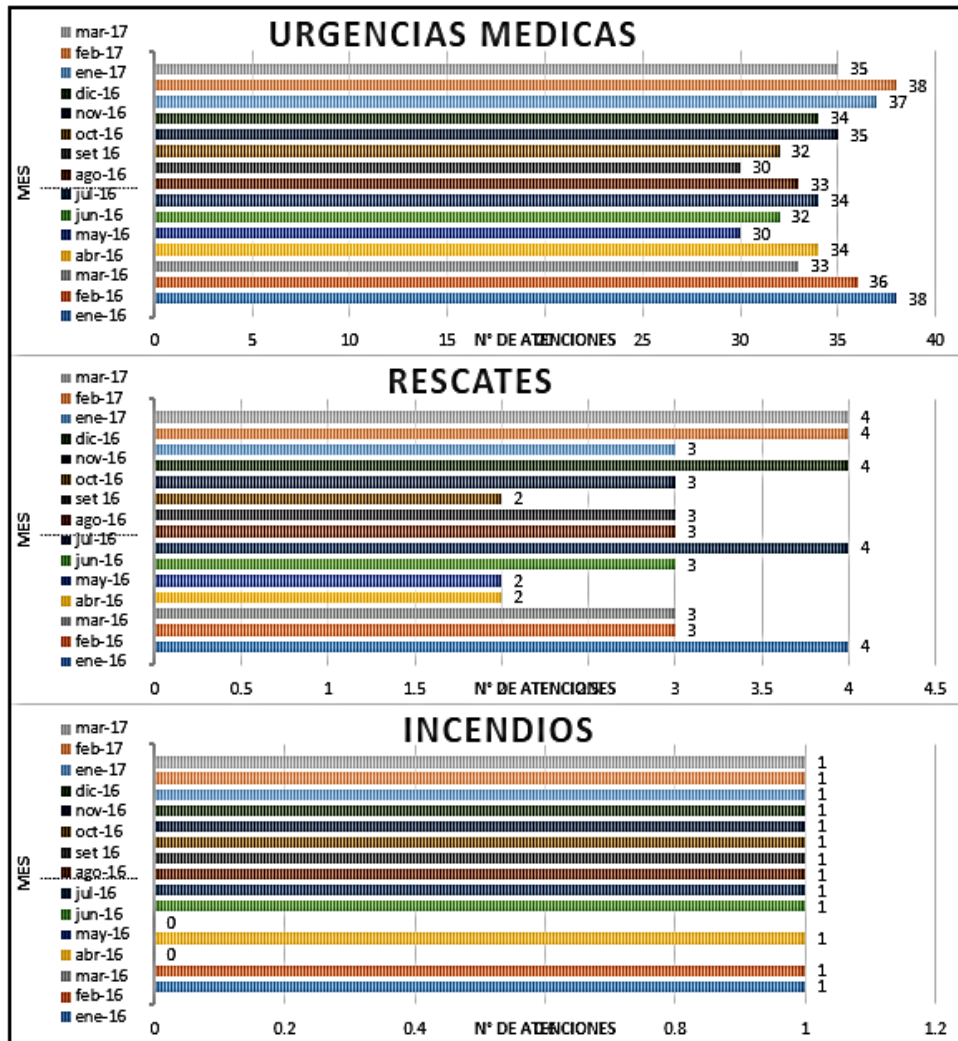 URGENCIAS MEDICAS
mar-17
feb-17
ene-17
dic-16
nov-16
oct-16
set 16
ago-16
jul-16
jun-16
may-16
abr-16
mar-16
feb-16
ene-16
MES
35
38
37
34
35
32
30
33
34
32
30
34
33
36
38
0 5 10 15 20 25 30 35 40
N° DE ATENCIONES
RESCATES
mar-17
feb-17
ene-17
dic-16
nov-16
oct-16
set 16
ago-16
jul-16
jun-16
may-16
abr-16
mar-16
feb-16
ene-16
MES
4
4
3
4
3
2
3
3
4
3
2
2
3
3
4
0 0.5 1 1.5 2 2.5 3 3.5 4 4.5
N° DE ATENCIONES
INCENDIOS
mar-17
feb-17
ene-17
dic-16
nov-16
oct-16
set 16
ago-16
jul-16
jun-16
may-16
abr-16
mar-16
feb-16
ene-16
MES
1
1
1
1
1
1
1
1
1
1
0
1
0
1
1
0 0.2 0.4 0.6 0.8 1 1.2
N° DE ATENCIONES